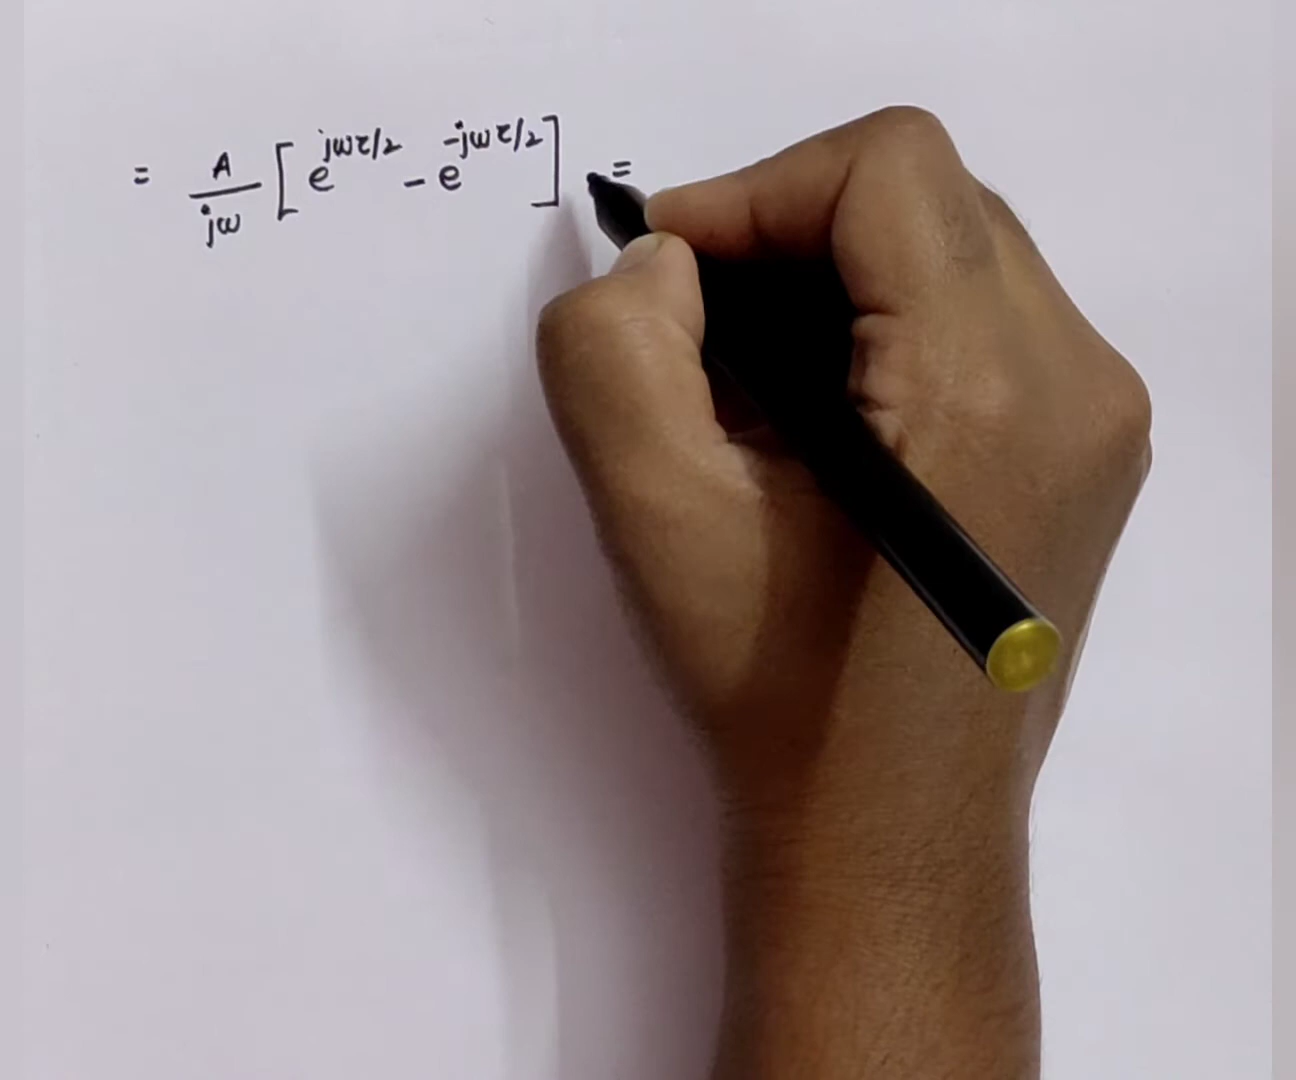 = A/jω [e^{jωτ/2} - e^{-jωτ/2}] =